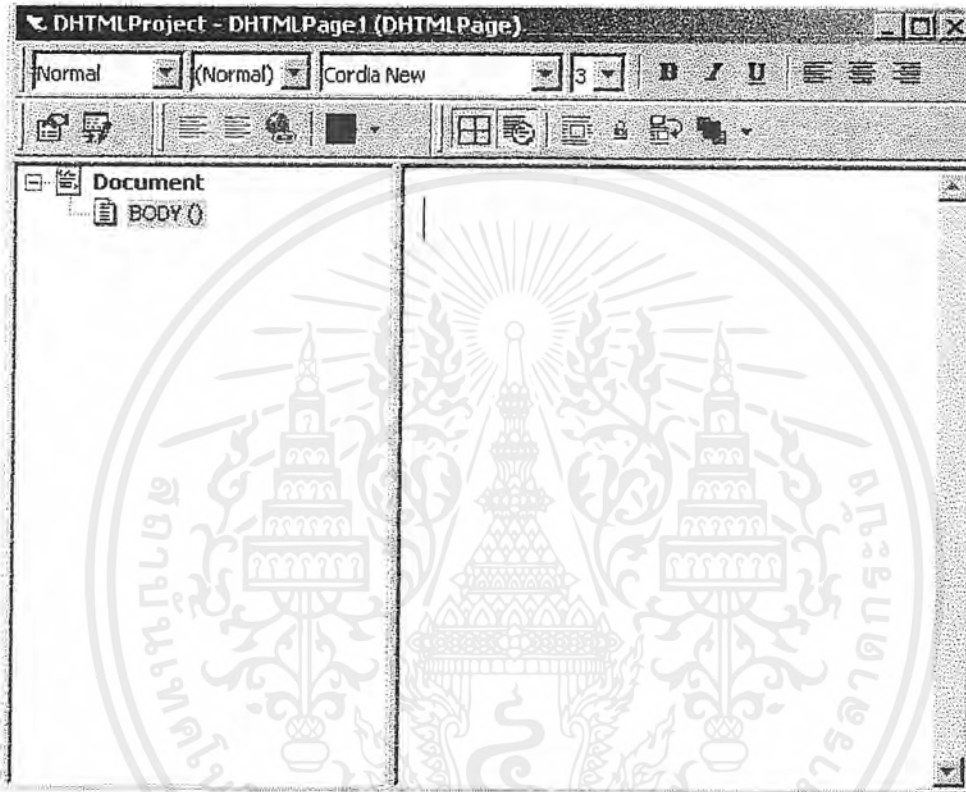 DHTMLProject - DHTMLPage1 (DHTMLPage)
Normal (Normal) Cordia New 3 B I U
Document
BODY ()